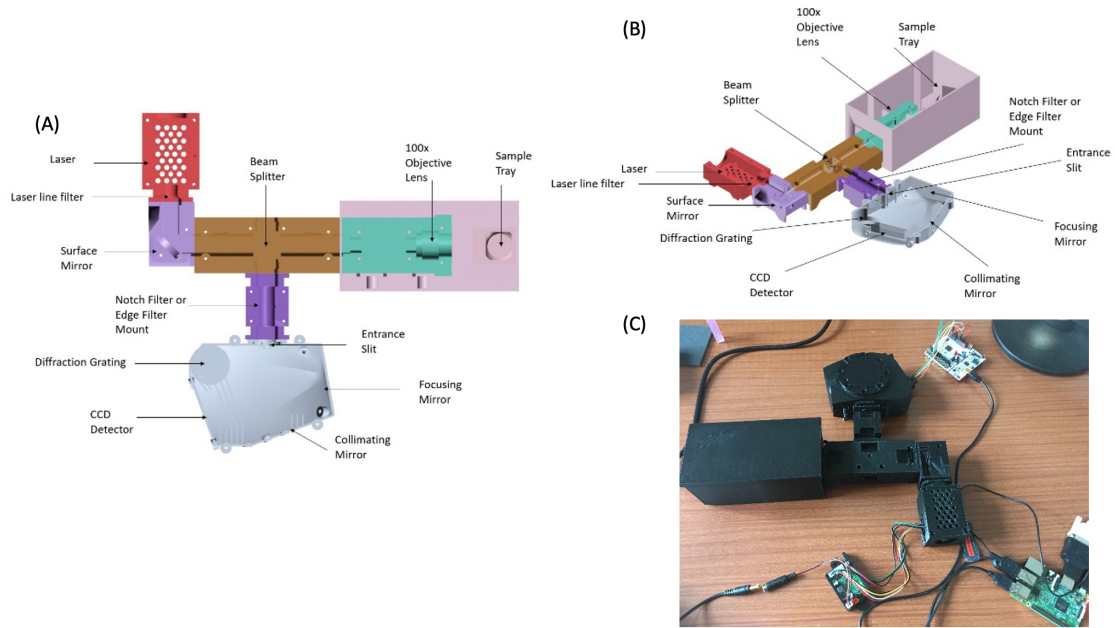 (A)
Laser
Laser line filter
Surface
Mirror
Beam
Splitter
100x
Objective
Lens
Sample
Tray
Notch Filter or
Edge Filter
Mount
Entrance
Slit
Diffraction Grating
CCD
Detector
Focusing
Mirror
Collimating
Mirror
(B)
100x
Objective
Lens
Sample
Tray
Beam
Splitter
Notch Filter or
Edge Filter
Mount
Entrance
Slit
Laser
Laser line filter
Surface
Mirror
Diffraction Grating
Focusing
Mirror
CCD
Detector
Collimating
Mirror
(C)